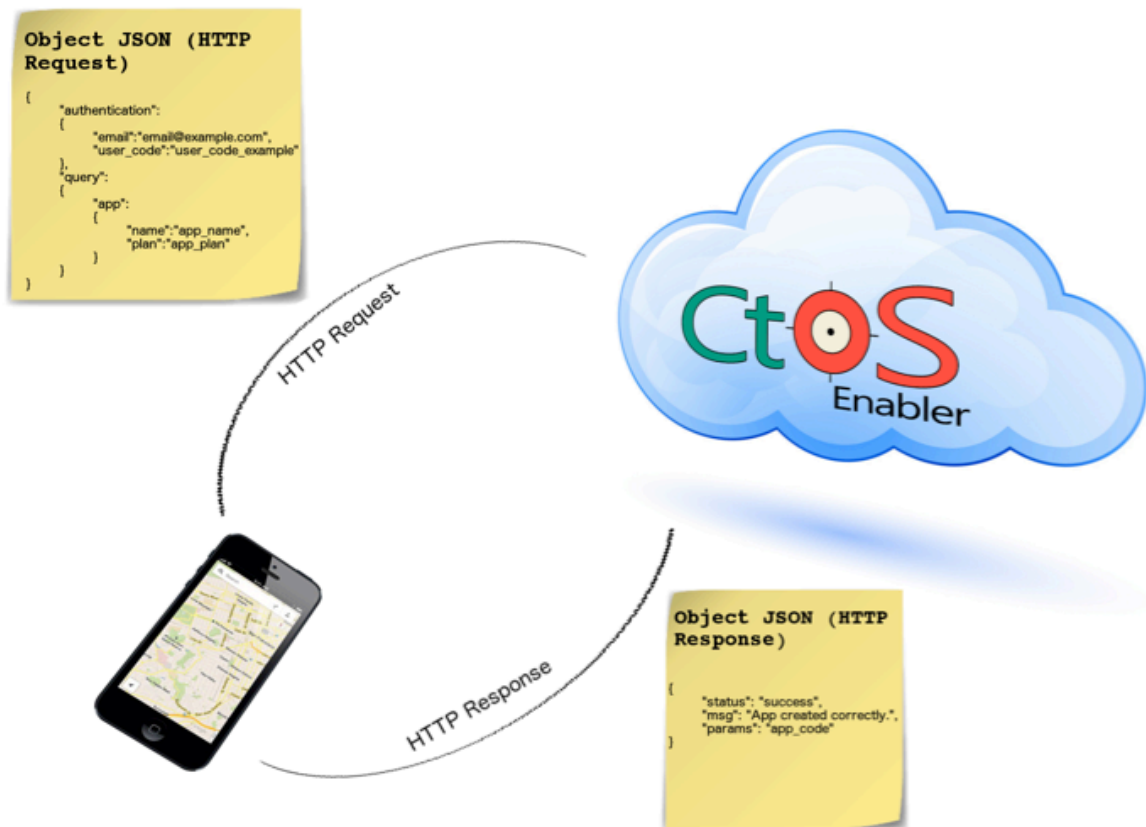 Object JSON (HTTP
Request)
{
"authentication":
{
"email":"email@example.com",
"user_code":"user_code_example"
},
"query":
{
"app":
{
"name":"app_name",
"plan":"app_plan"
}
}
}
HTTP Request
CtOS
Enabler
HTTP Response
Object JSON (HTTP
Response)
{
"status": "success",
"msg": "App created correctly.",
"params": "app_code"
}